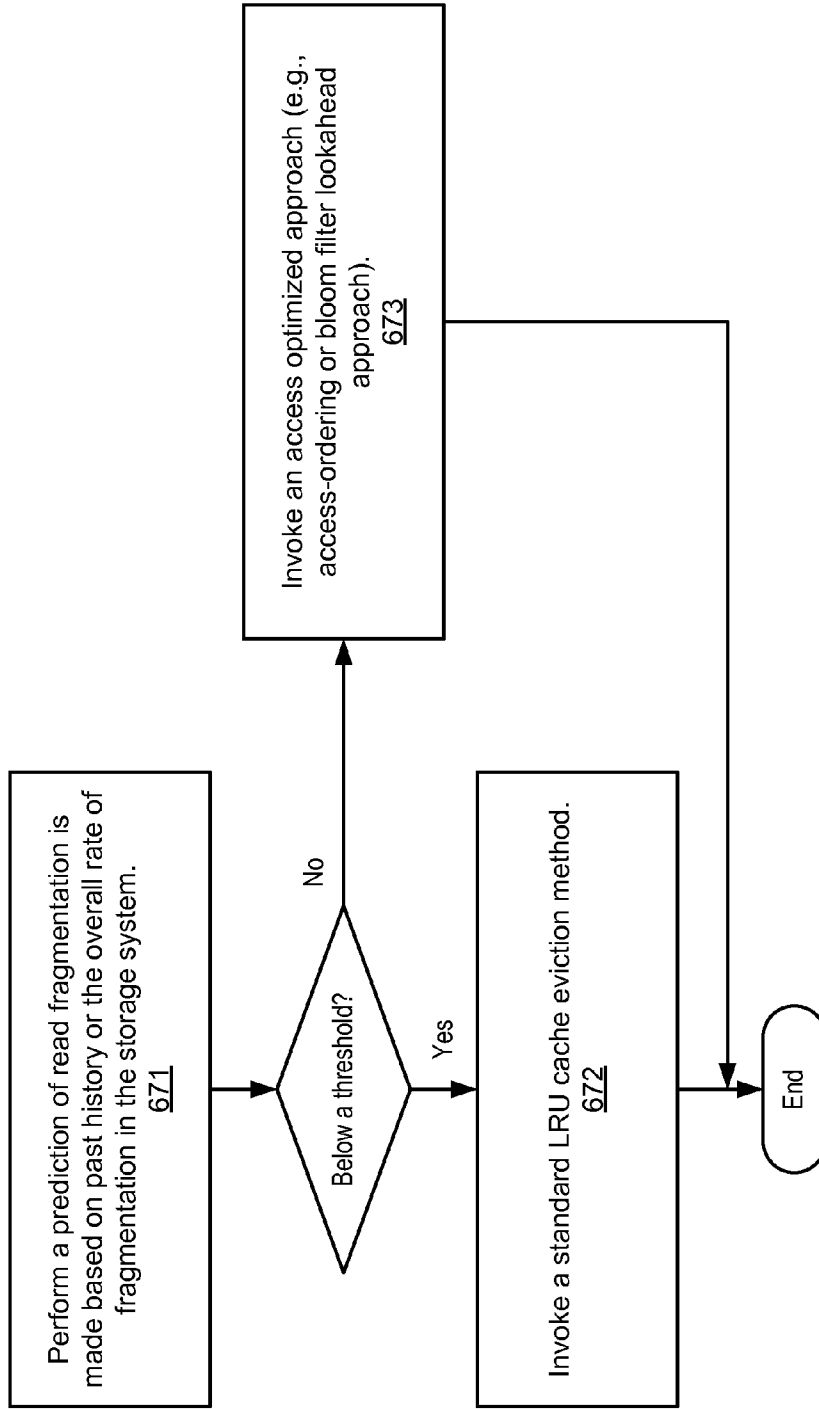 Perform a prediction of read fragmentation is
made based on past history or the overall rate of
fragmentation in the storage system.
671
Below a threshold?
No
Yes
Invoke an access optimized approach (e.g.,
access-ordering or bloom filter lookahead
approach).
673
Invoke a standard LRU cache eviction method.
672
End